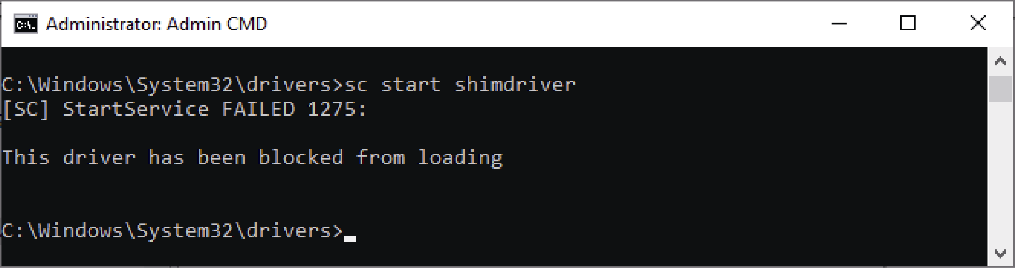 Administrator: Admin CMD
C:\Windows\System32\drivers>sc start shimdriver
[SC] StartService FAILED 1275:
This driver has been blocked from loading
C:\Windows\System32\drivers>